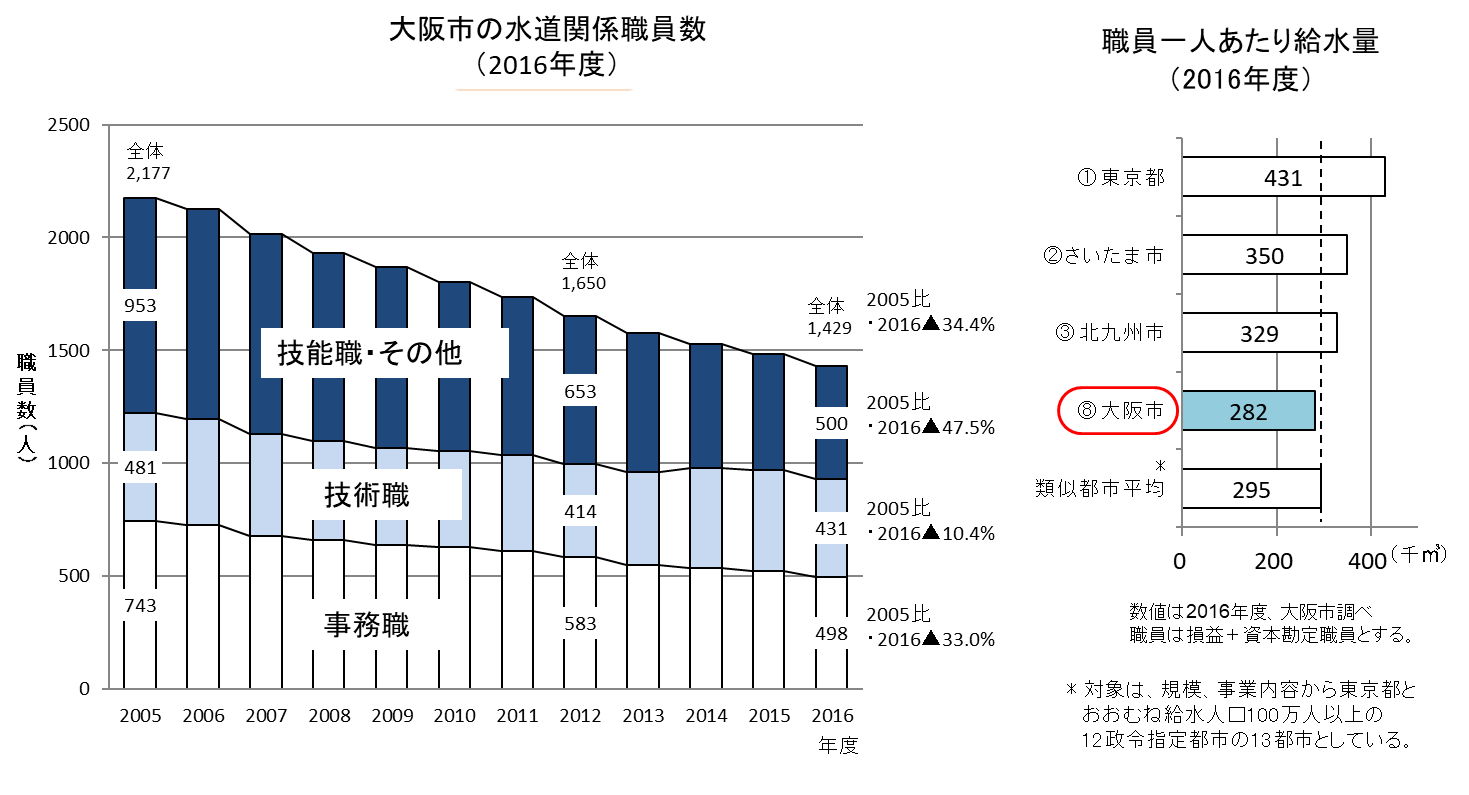 大阪市の水道関係職員数
（2016年度）
職員数（人）
2500
2000
1500
1000
500
0
全体
2,177
953
481
743
全体
1,650
653
414
583
全体
1,429
500
431
498
技能職・その他
技術職
事務職
2005比
・2016▲34.4%
2005比
・2016▲47.5%
2005比
・2016▲10.4%
2005比
・2016▲33.0%
2005 2006 2007 2008 2009 2010 2011 2012 2013 2014 2015 2016
年度
職員一人あたり給水量
（2016年度）
①東京都 431
②さいたま市 350
③北九州市 329
⑧大阪市 282
*
類似都市平均 295
0 200 400 （千㎥）
数値は2016年度、大阪市調べ
職員は損益＋資本勘定職員とする。
* 対象は、規模、事業内容から東京都と
おおむね給水人口100万人以上の
12政令指定都市の13都市としている。